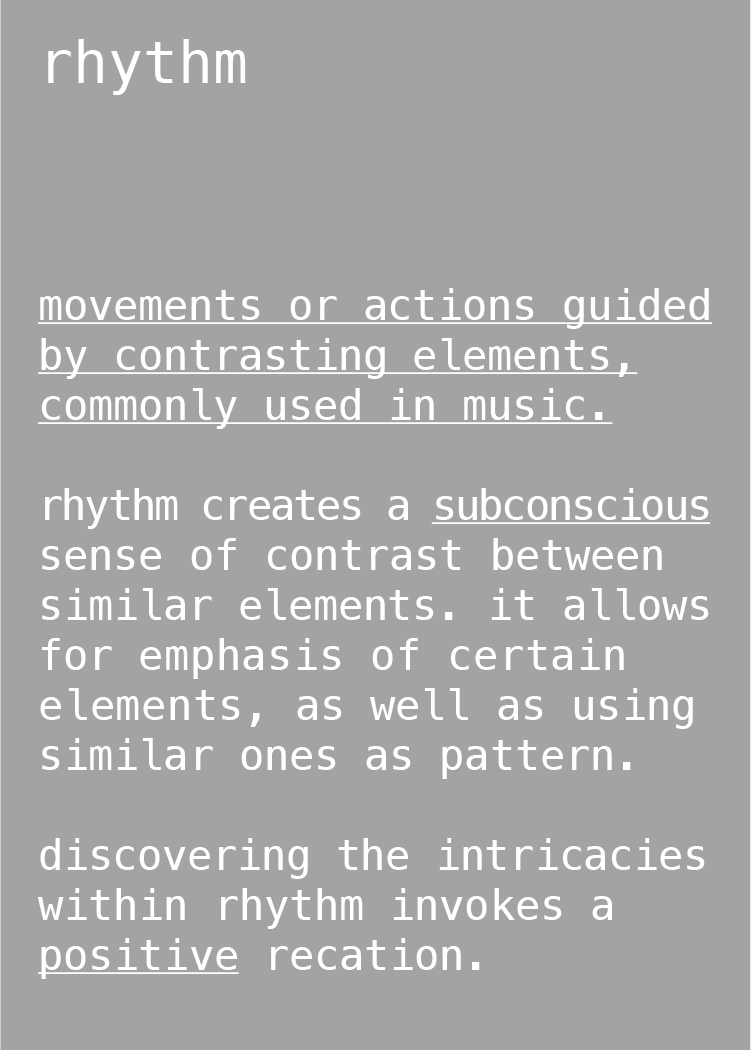 rhythm
movements or actions guided
by contrasting elements,
commonly used in music.
rhythm creates a subconscious
sense of contrast between
similar elements. it allows
for emphasis of certain
elements, as well as using
similar ones as pattern.
discovering the intricacies
within rhythm invokes a
positive recation.